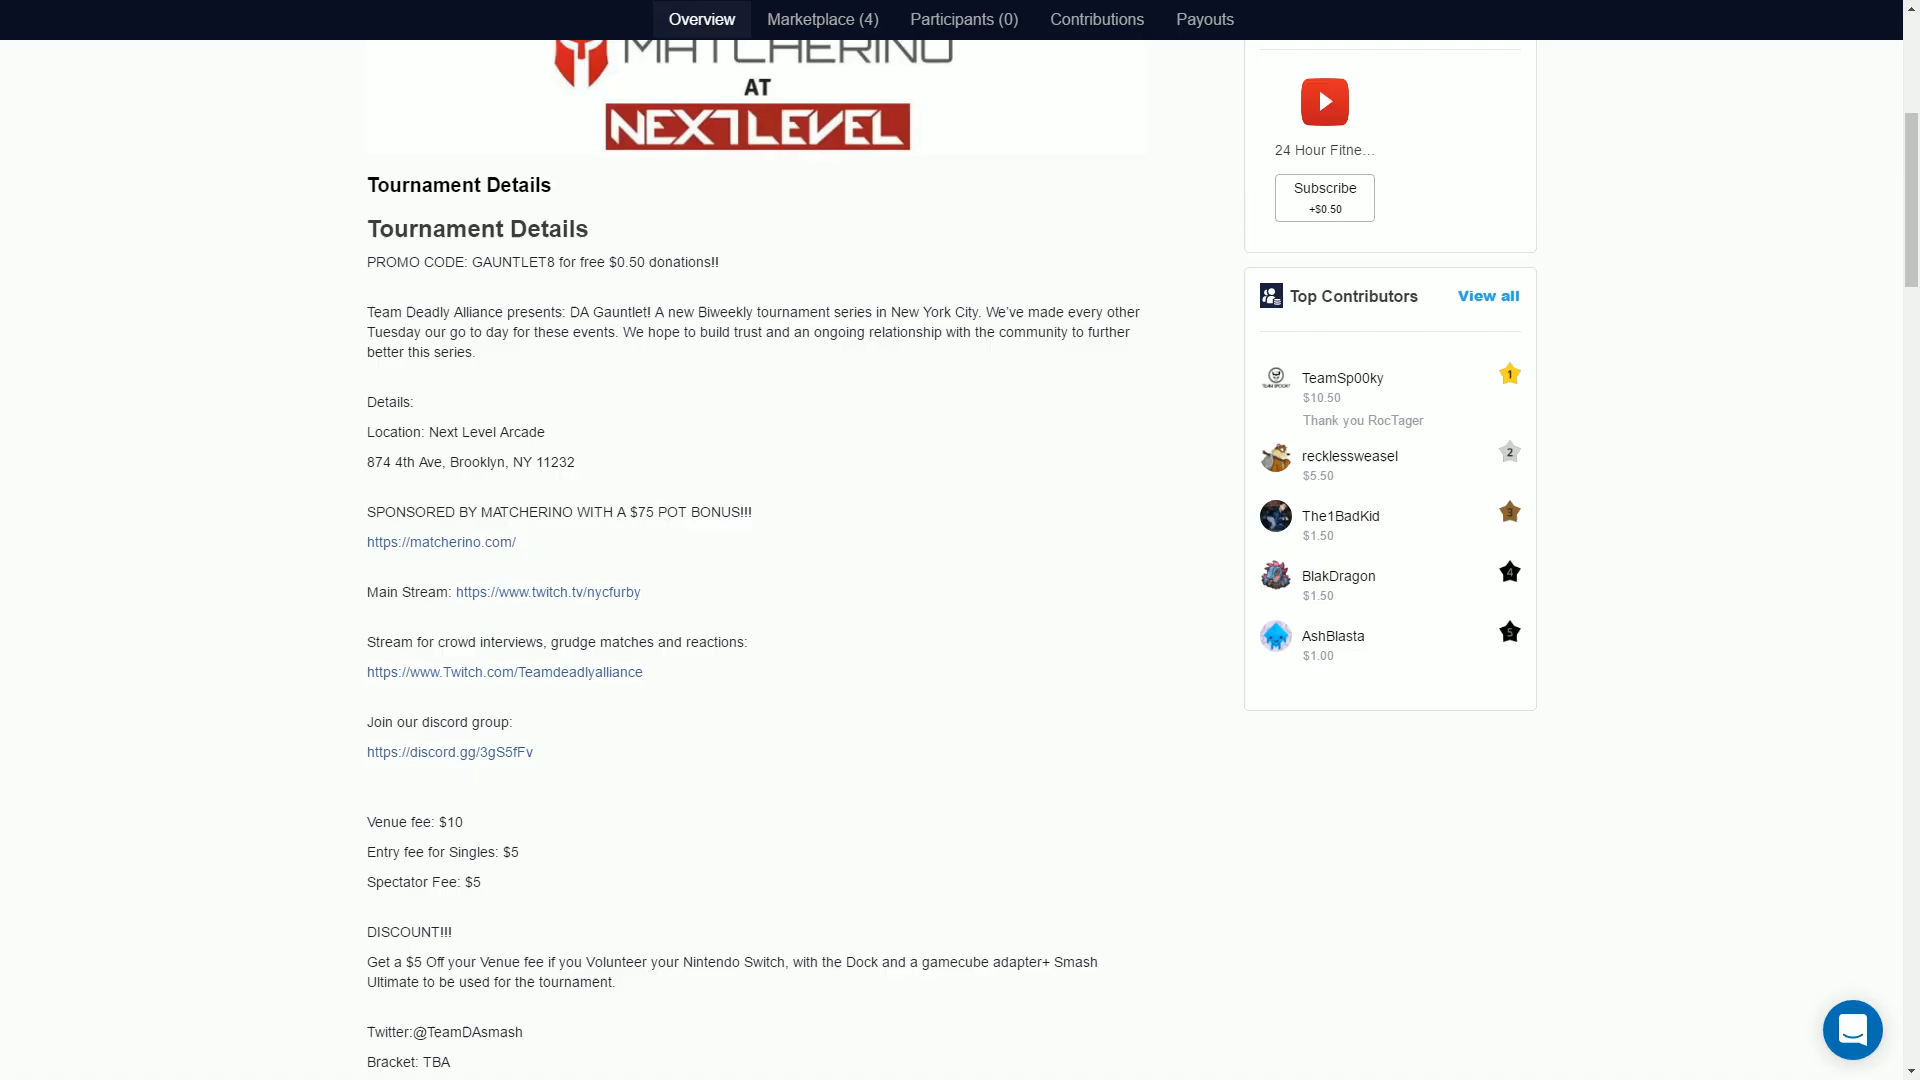 Overview Marketplace (4) Participants (0) Contributions Payouts
MATCHERINO
AT
NEXT LEVEL
Tournament Details
Tournament Details
PROMO CODE: GAUNTLET8 for free $0.50 donations!!
Team Deadly Alliance presents: DA Gauntlet! A new Biweekly tournament series in New York City. We've made every other
Tuesday our go to day for these events. We hope to build trust and an ongoing relationship with the community to further
better this series.
Details:
Location: Next Level Arcade
874 4th Ave, Brooklyn, NY 11232
SPONSORED BY MATCHERINO WITH A $75 POT BONUS!!!
https://matcherino.com/
Main Stream: https://www.twitch.tv/nycfurby
Stream for crowd interviews, grudge matches and reactions:
https://www.Twitch.com/Teamdeadlyalliance
Join our discord group:
https://discord.gg/3gS5fFv
Venue fee: $10
Entry fee for Singles: $5
Spectator Fee: $5
DISCOUNT!!!
Get a $5 Off your Venue fee if you Volunteer your Nintendo Switch, with the Dock and a gamecube adapter+ Smash
Ultimate to be used for the tournament.
Twitter:@TeamDAsmash
Bracket: TBA
24 Hour Fitne...
Subscribe
+$0.50
Top Contributors View all
TeamSp00ky 1
$10.50
Thank you RocTager
recklessweasel 2
$5.50
The1BadKid 3
$1.50
BlakDragon 4
$1.50
AshBlasta 5
$1.00